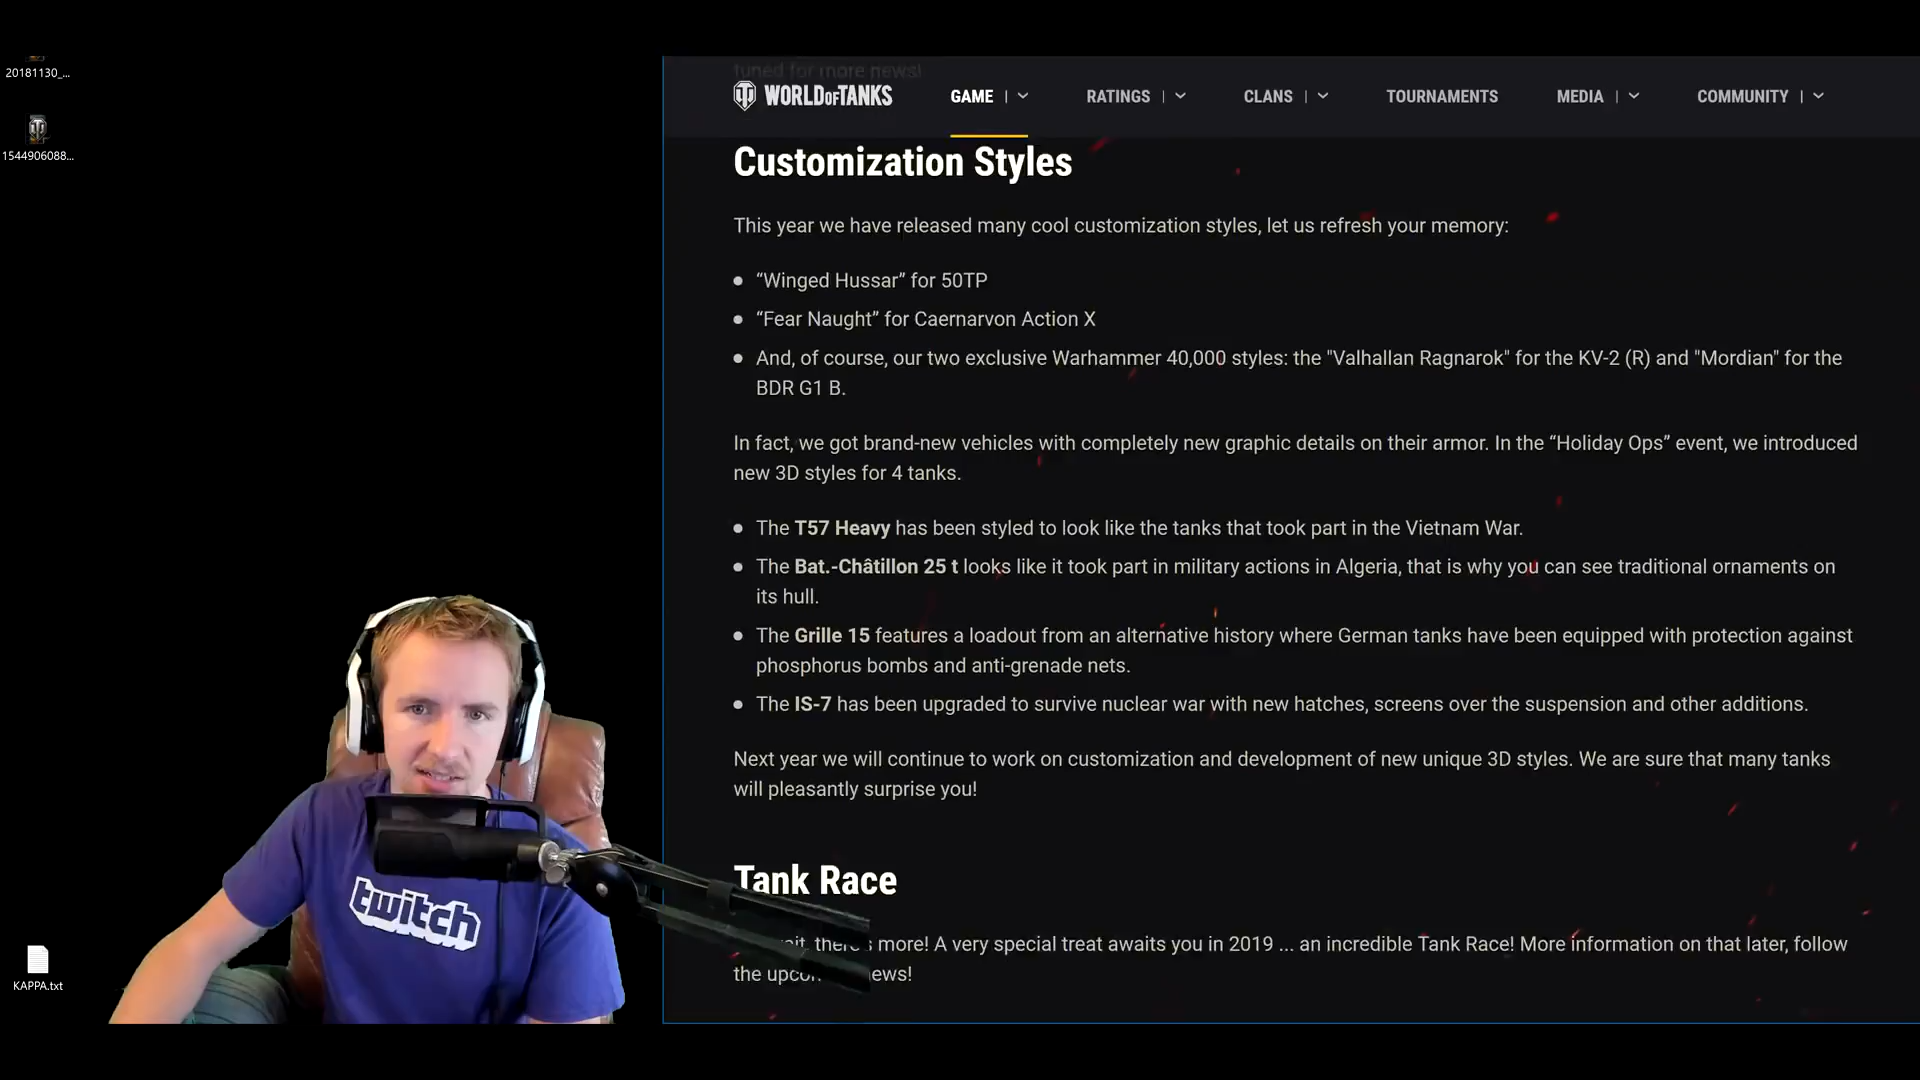 20181130_...
1544906088...
KAPPA.txt
twitch
tuned for more news!
WORLD OF TANKS
GAME
RATINGS
CLANS
TOURNAMENTS
MEDIA
COMMUNITY
Customization Styles
This year we have released many cool customization styles, let us refresh your memory:
“Winged Hussar” for 50TP
“Fear Naught” for Caernarvon Action X
And, of course, our two exclusive Warhammer 40,000 styles: the "Valhallan Ragnarok" for the KV-2 (R) and "Mordian" for the
BDR G1 B.
In fact, we got brand-new vehicles with completely new graphic details on their armor. In the “Holiday Ops” event, we introduced
new 3D styles for 4 tanks.
The T57 Heavy has been styled to look like the tanks that took part in the Vietnam War.
The Bat.-Châtillon 25 t looks like it took part in military actions in Algeria, that is why you can see traditional ornaments on
its hull.
The Grille 15 features a loadout from an alternative history where German tanks have been equipped with protection against
phosphorus bombs and anti-grenade nets.
The IS-7 has been upgraded to survive nuclear war with new hatches, screens over the suspension and other additions.
Next year we will continue to work on customization and development of new unique 3D styles. We are sure that many tanks
will pleasantly surprise you!
Tank Race
there's more! A very special treat awaits you in 2019 ... an incredible Tank Race! More information on that later, follow
the